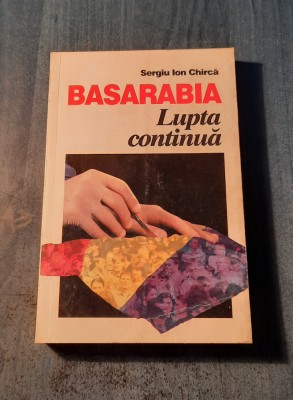 Sergiu Ion Chircă
BASARABIA
Lupta
continuă